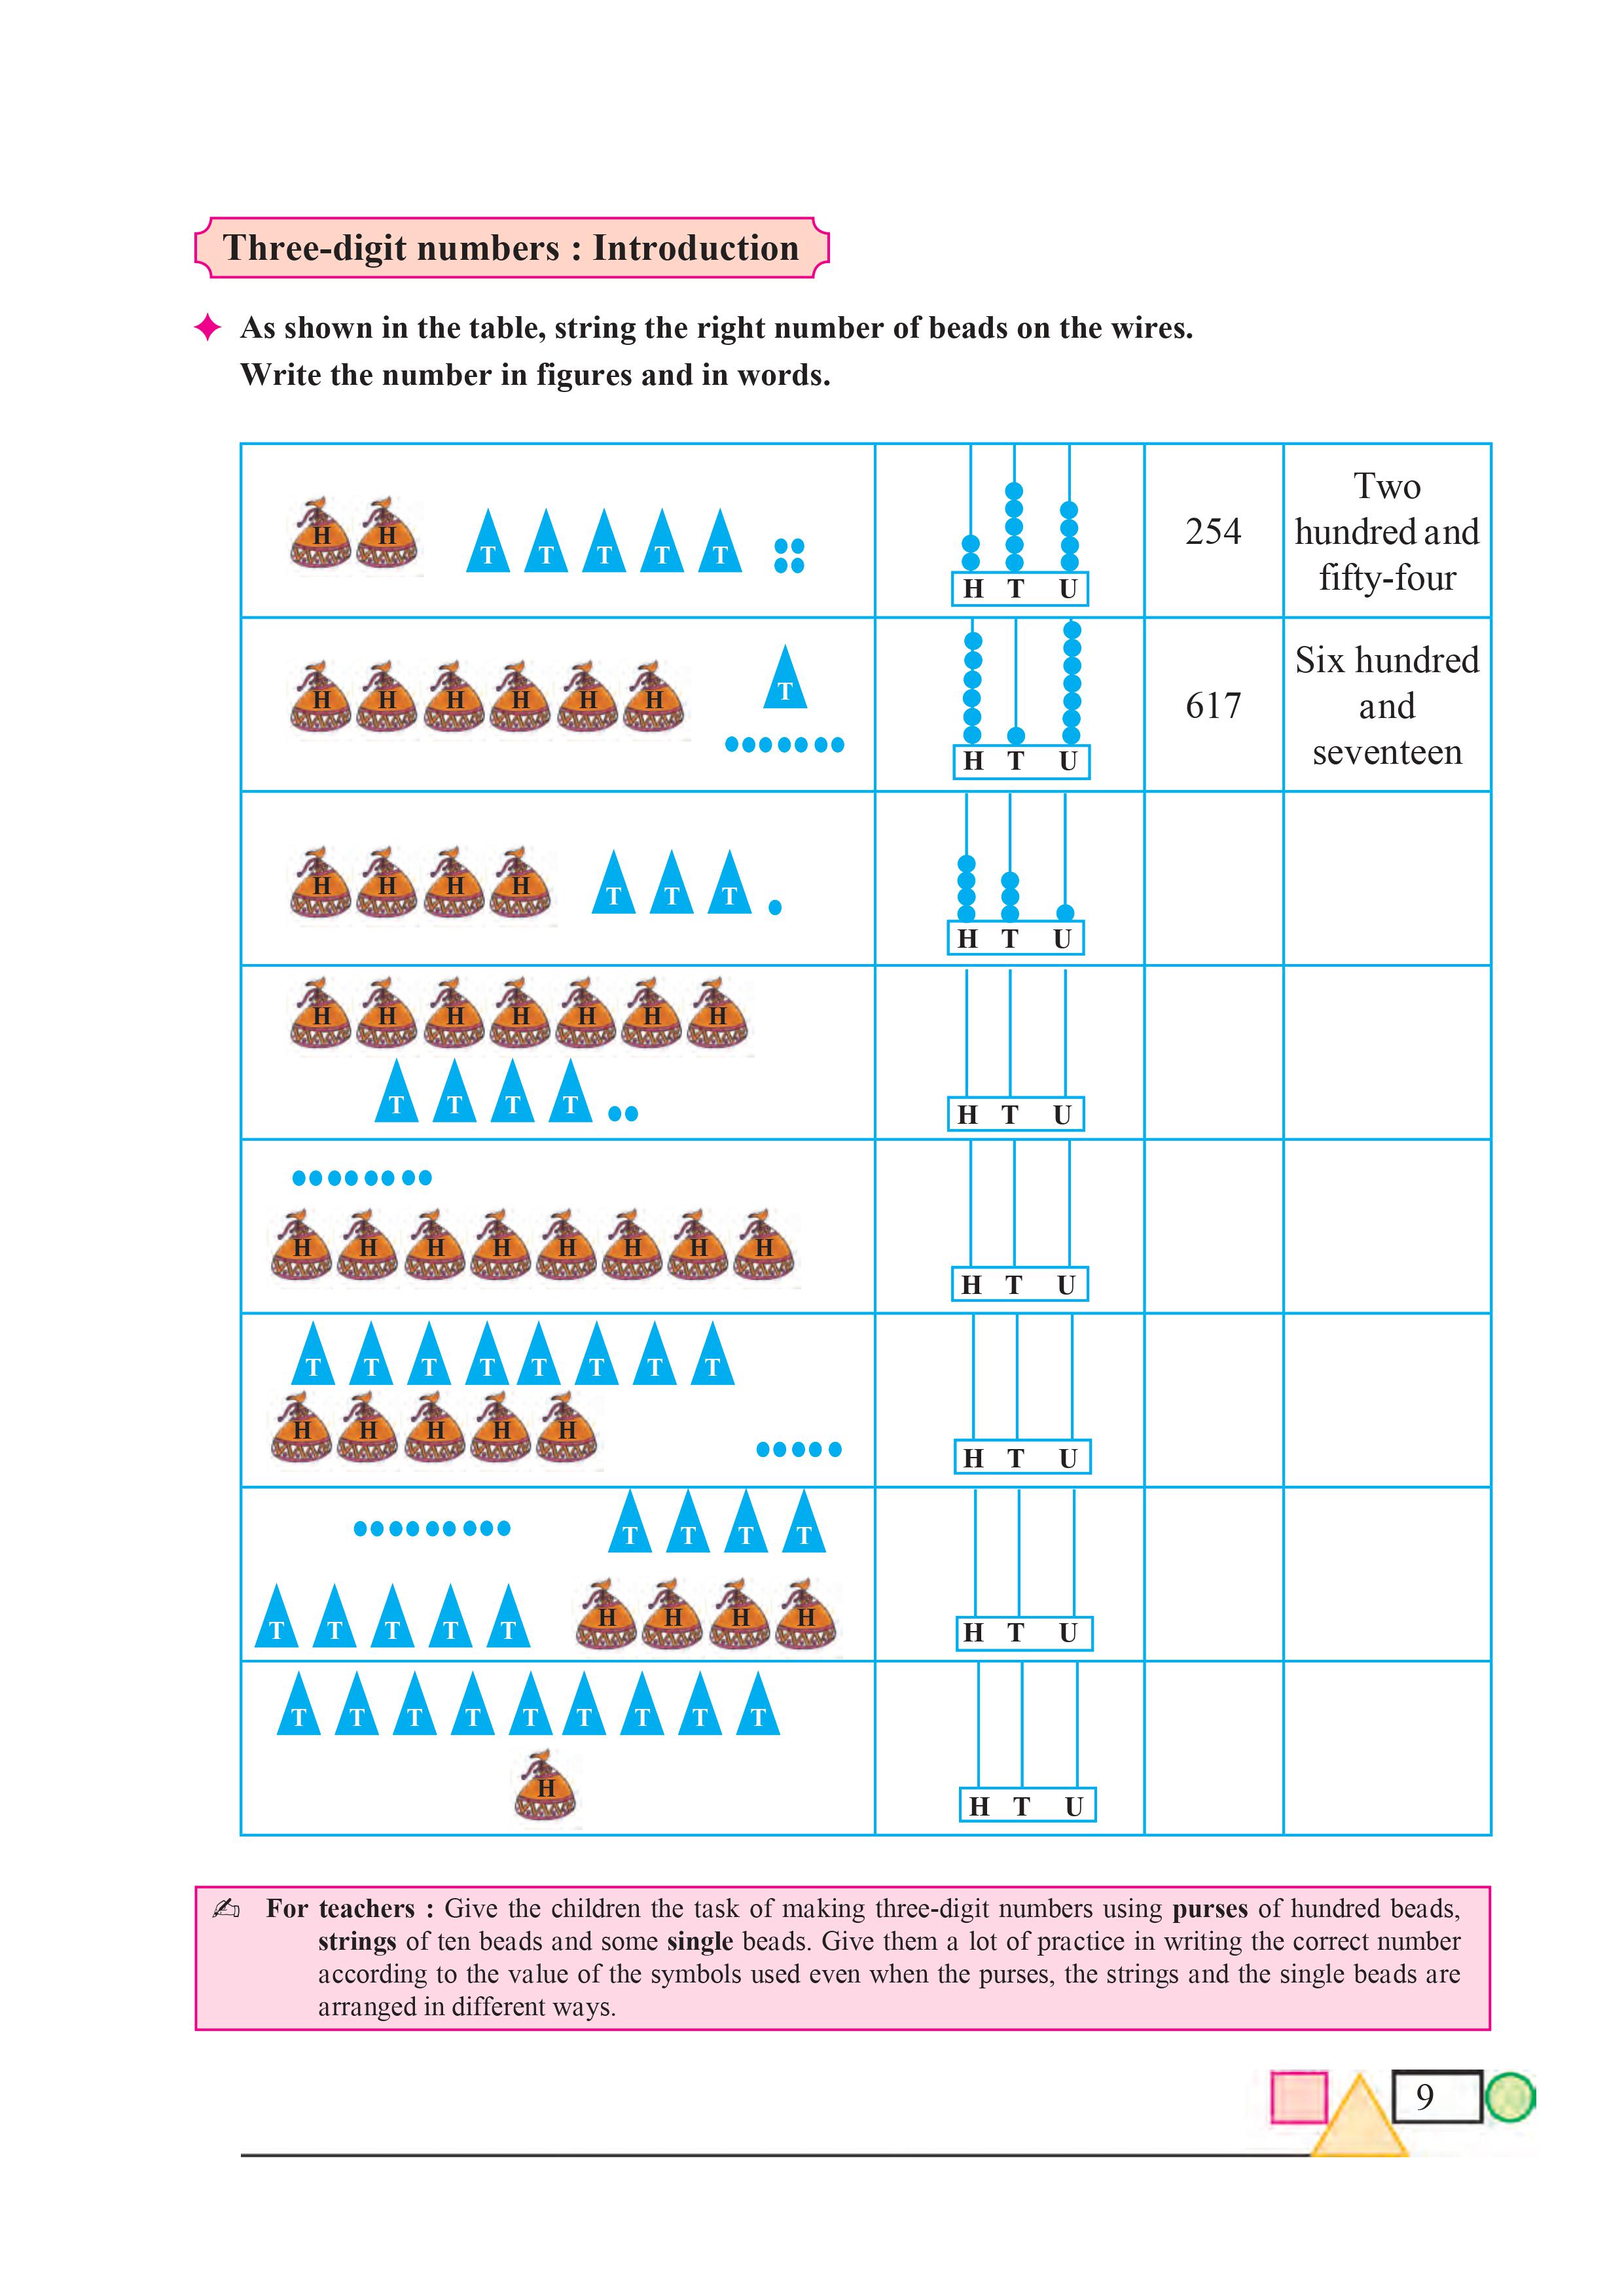 Three-digit numbers : Introduction
As shown in the table, string the right number of beads on the wires.
Write the number in figures and in words.
H H T T T T T
H T U
254
Two
hundred and
fifty-four
T
H H H H H H
H T U
617
Six hundred
and
seventeen
H H H H T T T
H T U
H H H H H H H
T T T T
H T U
H H H H H H H H
H T U
T T T T T T T T
H H H H H
H T U
T T T T
T T T T T H H H H
H T U
T T T T T T T T T
H
H T U
✍ For teachers : Give the children the task of making three-digit numbers using purses of hundred beads,
strings of ten beads and some single beads. Give them a lot of practice in writing the correct number
according to the value of the symbols used even when the purses, the strings and the single beads are
arranged in different ways.
9